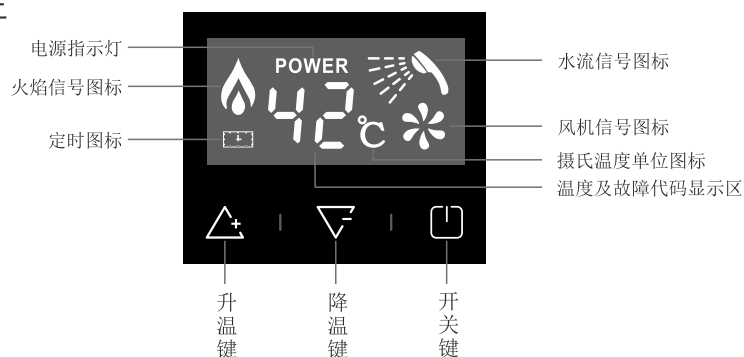 电源指示灯
火焰信号图标
定时图标
POWER
42
℃
水流信号图标
风机信号图标
摄氏温度单位图标
温度及故障代码显示区
升温键
降温键
开关键